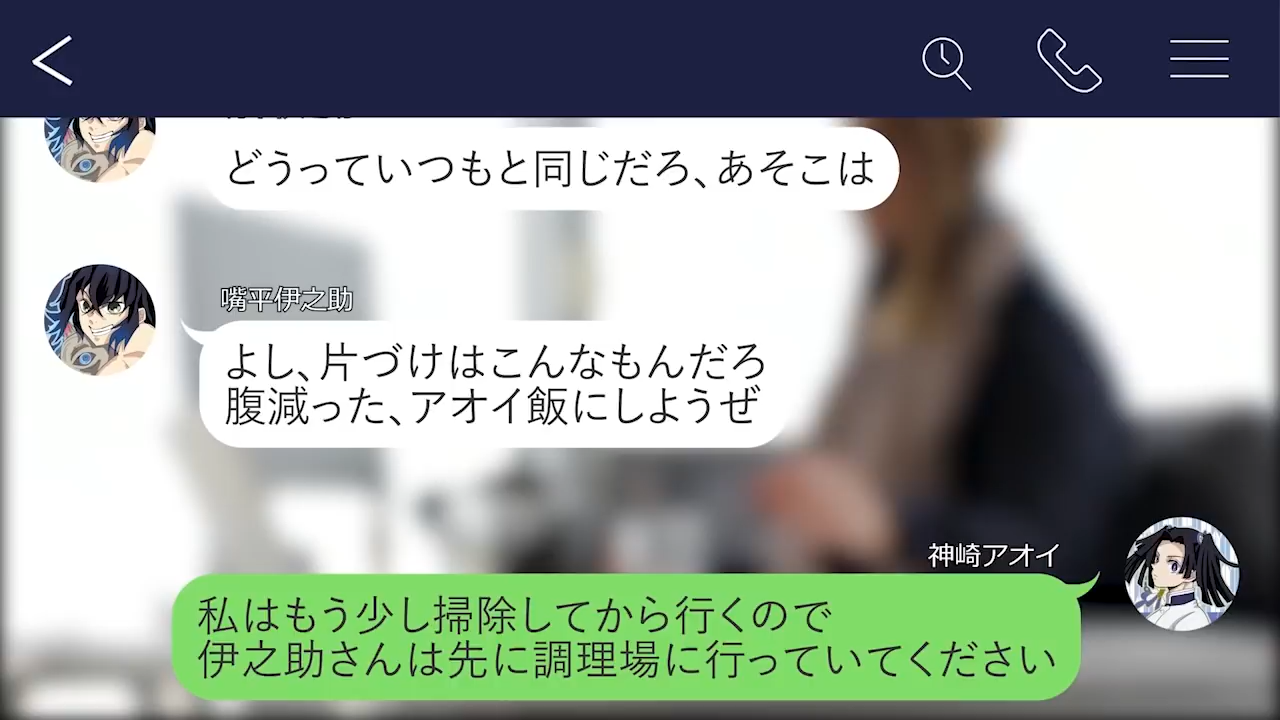 どうっていつもと同じだろ、あそこは
嘴平伊之助
よし、片づけはこんなもんだろ
腹減った、アオイ飯にしようぜ
神崎アオイ
私はもう少し掃除してから行くので
伊之助さんは先に調理場に行っていてください